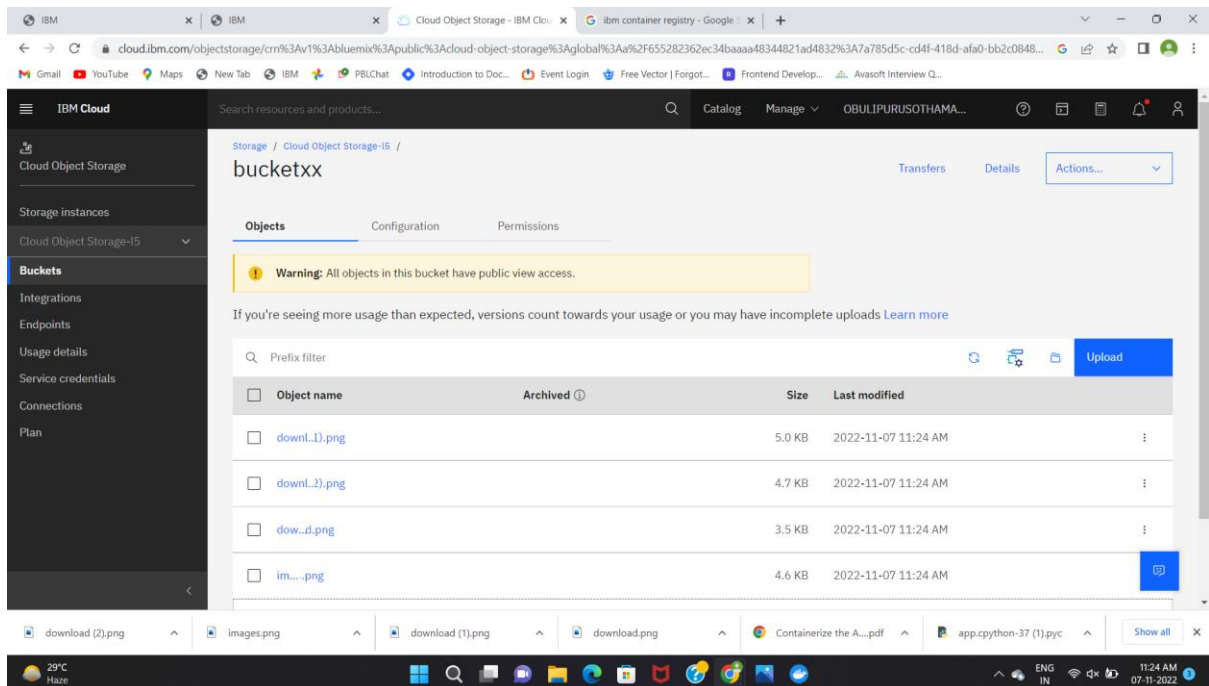 IBM
IBM
Cloud Object Storage - IBM Clou
ibm container registry - Google S
cloud.ibm.com/objectstorage/crn%3Av1%3Abluemix%3Apublic%3Acloud-object-storage%3Aglobal%3Aa%2F655282362ec34baaaa48344821ad4832%3A7a785d5c-cd4f-418d-afa0-bb2c0848...
Gmail YouTube Maps New Tab IBM PBLChat Introduction to Doc... Event Login Free Vector | Forgot... Frontend Develop... Avasoft Interview Q...
IBM Cloud
Search resources and products...
Catalog Manage OBULIPURUSOTHAMA...
Cloud Object Storage
Storage instances
Cloud Object Storage-I5
Buckets
Integrations
Endpoints
Usage details
Service credentials
Connections
Plan
Storage / Cloud Object Storage-I5 /
bucketxx
Transfers Details Actions...
Objects Configuration Permissions
Warning: All objects in this bucket have public view access.
If you're seeing more usage than expected, versions count towards your usage or you may have incomplete uploads Learn more
Prefix filter
Upload
Object name Archived Size Last modified
downl..1).png 5.0 KB 2022-11-07 11:24 AM
downl..2).png 4.7 KB 2022-11-07 11:24 AM
dow..d.png 3.5 KB 2022-11-07 11:24 AM
im.....png 4.6 KB 2022-11-07 11:24 AM
download (2).png images.png download (1).png download.png Containerize the A....pdf app.cpython-37 (1).pyc Show all
29°C
Haze
ENG
IN
11:24 AM
07-11-2022
3